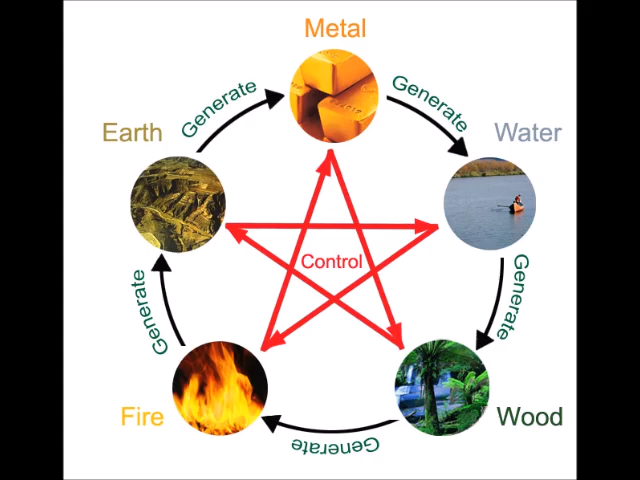 Metal
Generate
Generate
Earth
Water
Control
Generate
Generate
Fire
Wood
Generate